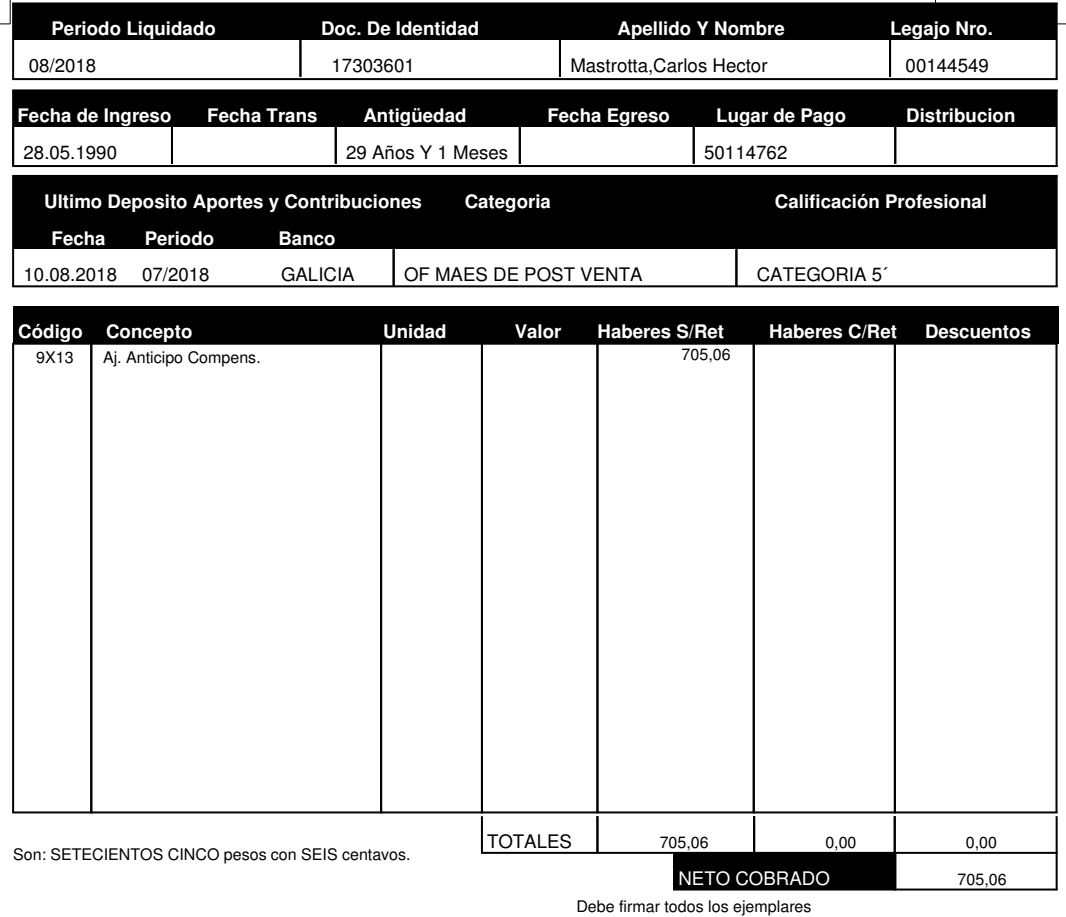 Periodo Liquidado Doc. De Identidad Apellido Y Nombre Legajo Nro.
08/2018 17303601 Mastrotta,Carlos Hector 00144549
Fecha de Ingreso Fecha Trans Antigüedad Fecha Egreso Lugar de Pago Distribucion
28.05.1990 29 Años Y 1 Meses 50114762
Ultimo Deposito Aportes y Contribuciones Categoria Calificación Profesional
Fecha Periodo Banco
10.08.2018 07/2018 GALICIA OF MAES DE POST VENTA CATEGORIA 5´
Código Concepto Unidad Valor Haberes S/Ret Haberes C/Ret Descuentos
9X13 Aj. Anticipo Compens. 705,06
TOTALES 705,06 0,00 0,00
Son: SETECIENTOS CINCO pesos con SEIS centavos.
NETO COBRADO 705,06
Debe firmar todos los ejemplares